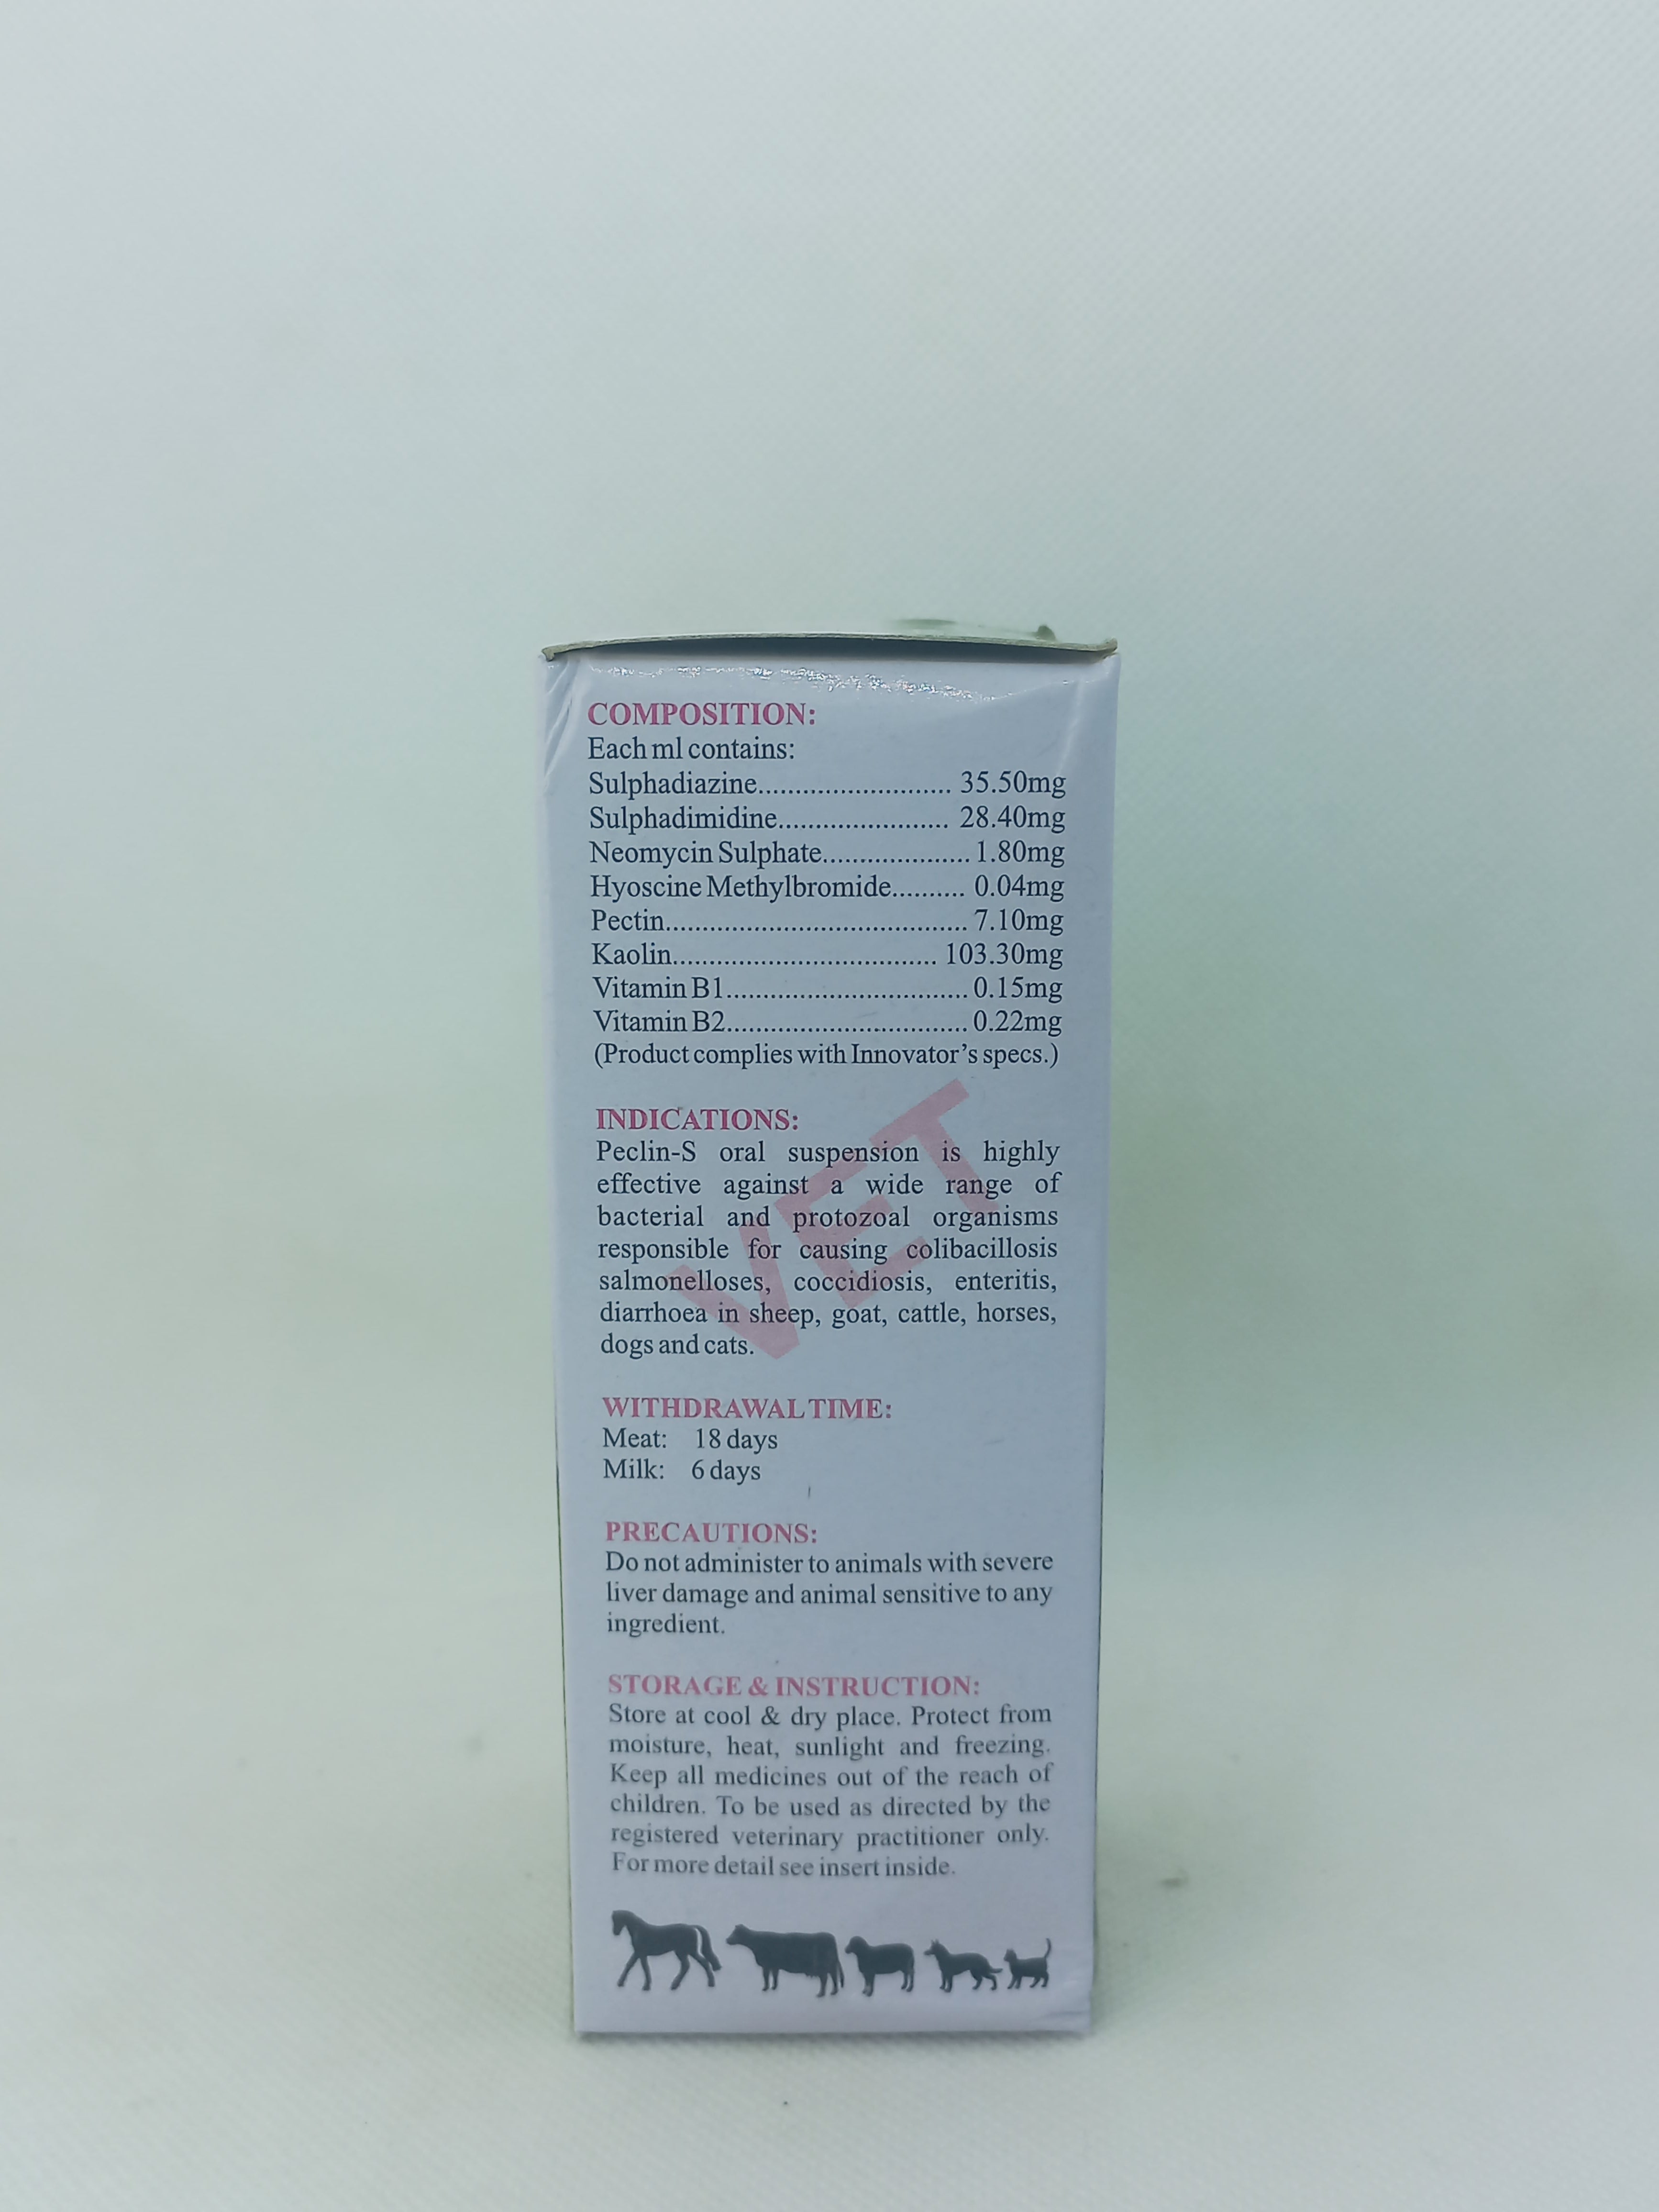 COMPOSITION:
Each ml contains:
Sulphadiazine......................... 35.50mg
Sulphadimidine...................... 28.40mg
Neomycin Sulphate................... 1.80mg
Hyoscine Methylbromide.......... 0.04mg
Pectin........................................ 7.10mg
Kaolin................................... 103.30mg
Vitamin B1................................ 0.15mg
Vitamin B2................................ 0.22mg
(Product complies with Innovator's specs.)
INDICATIONS:
Peclin-S oral suspension is highly
effective against a wide range of
bacterial and protozoal organisms
responsible for causing colibacillosis
salmonelloses, coccidiosis, enteritis,
diarrhoea in sheep, goat, cattle, horses,
dogs and cats.
VET
WITHDRAWAL TIME:
Meat: 18 days
Milk: 6 days
PRECAUTIONS:
Do not administer to animals with severe
liver damage and animal sensitive to any
ingredient.
STORAGE & INSTRUCTION:
Store at cool & dry place. Protect from
moisture, heat, sunlight and freezing.
Keep all medicines out of the reach of
children. To be used as directed by the
registered veterinary practitioner only.
For more detail see insert inside.